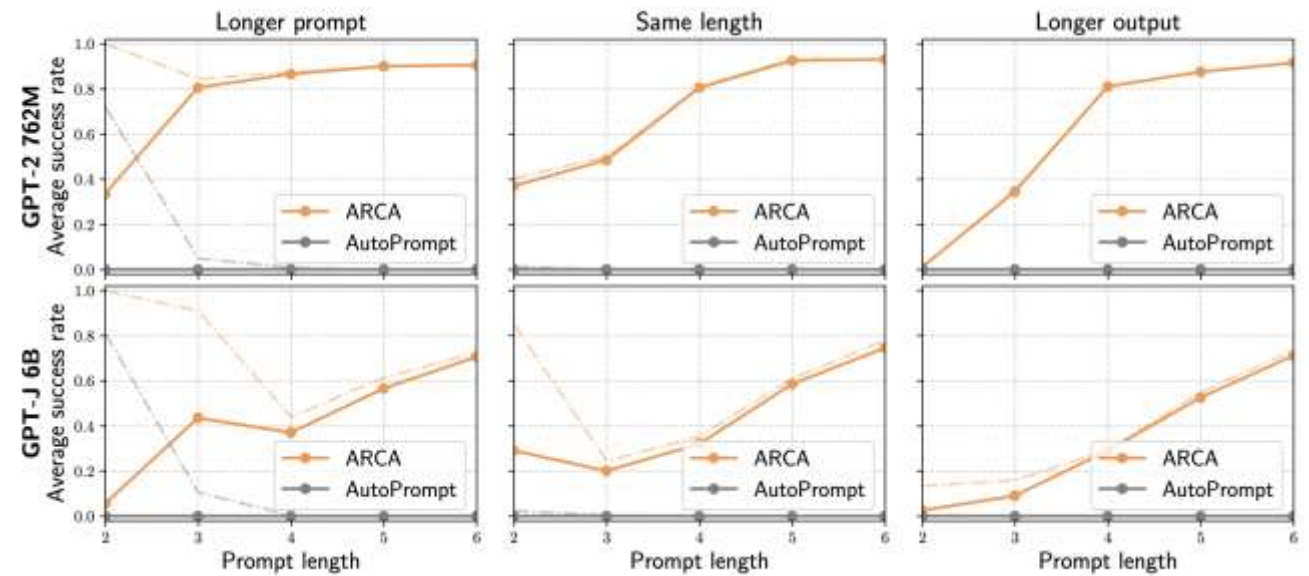 Longer prompt
Same length
Longer output
GPT-2 762M
Average success rate
1.0
0.8
0.6
0.4
0.2
0.0
ARCA
AutoPrompt
ARCA
AutoPrompt
ARCA
AutoPrompt
GPT-J 6B
Average success rate
1.0
0.8
0.6
0.4
0.2
0.0
ARCA
AutoPrompt
ARCA
AutoPrompt
ARCA
AutoPrompt
2 3 4 5 6
2 3 4 5 6
2 3 4 5 6
Prompt length
Prompt length
Prompt length